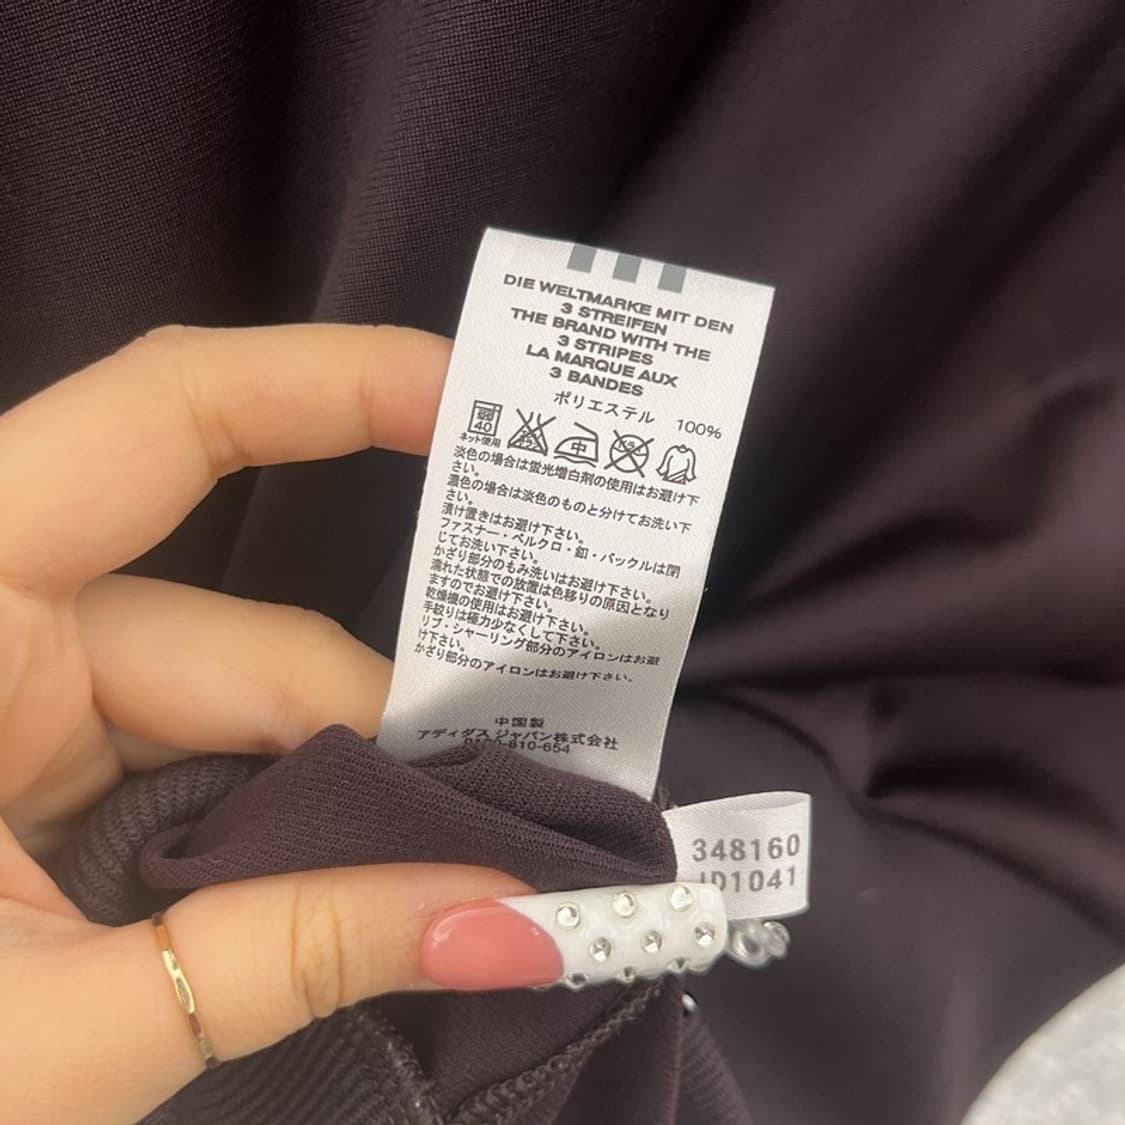 DIE WELTMARKE MIT DEN
3 STREIFEN
THE BRAND WITH THE
3 STRIPES
LA MARQUE AUX
3 BANDES
ポリエステル 100%
40
中
ネット使用
淡色の場合は蛍光増白剤の使用はお避け下
さい。
濃色の場合は淡色のものと分けてお洗い下
さい。
漬け置きはお避け下さい。
ファスナー・ベルクロ・釦・バックルは閉
じてお洗い下さい。
かざり部分のもみ洗いはお避け下さい。
濡れた状態での放置は色移りの原因となり
ますのでお避け下さい。
乾燥機の使用はお避け下さい。
手絞りは極力少なくして下さい。
リブ・シャーリング部分のアイロンはお避
け下さい。
かざり部分のアイロンはお避け下さい。
中国製
アディダス ジャパン株式会社
348160